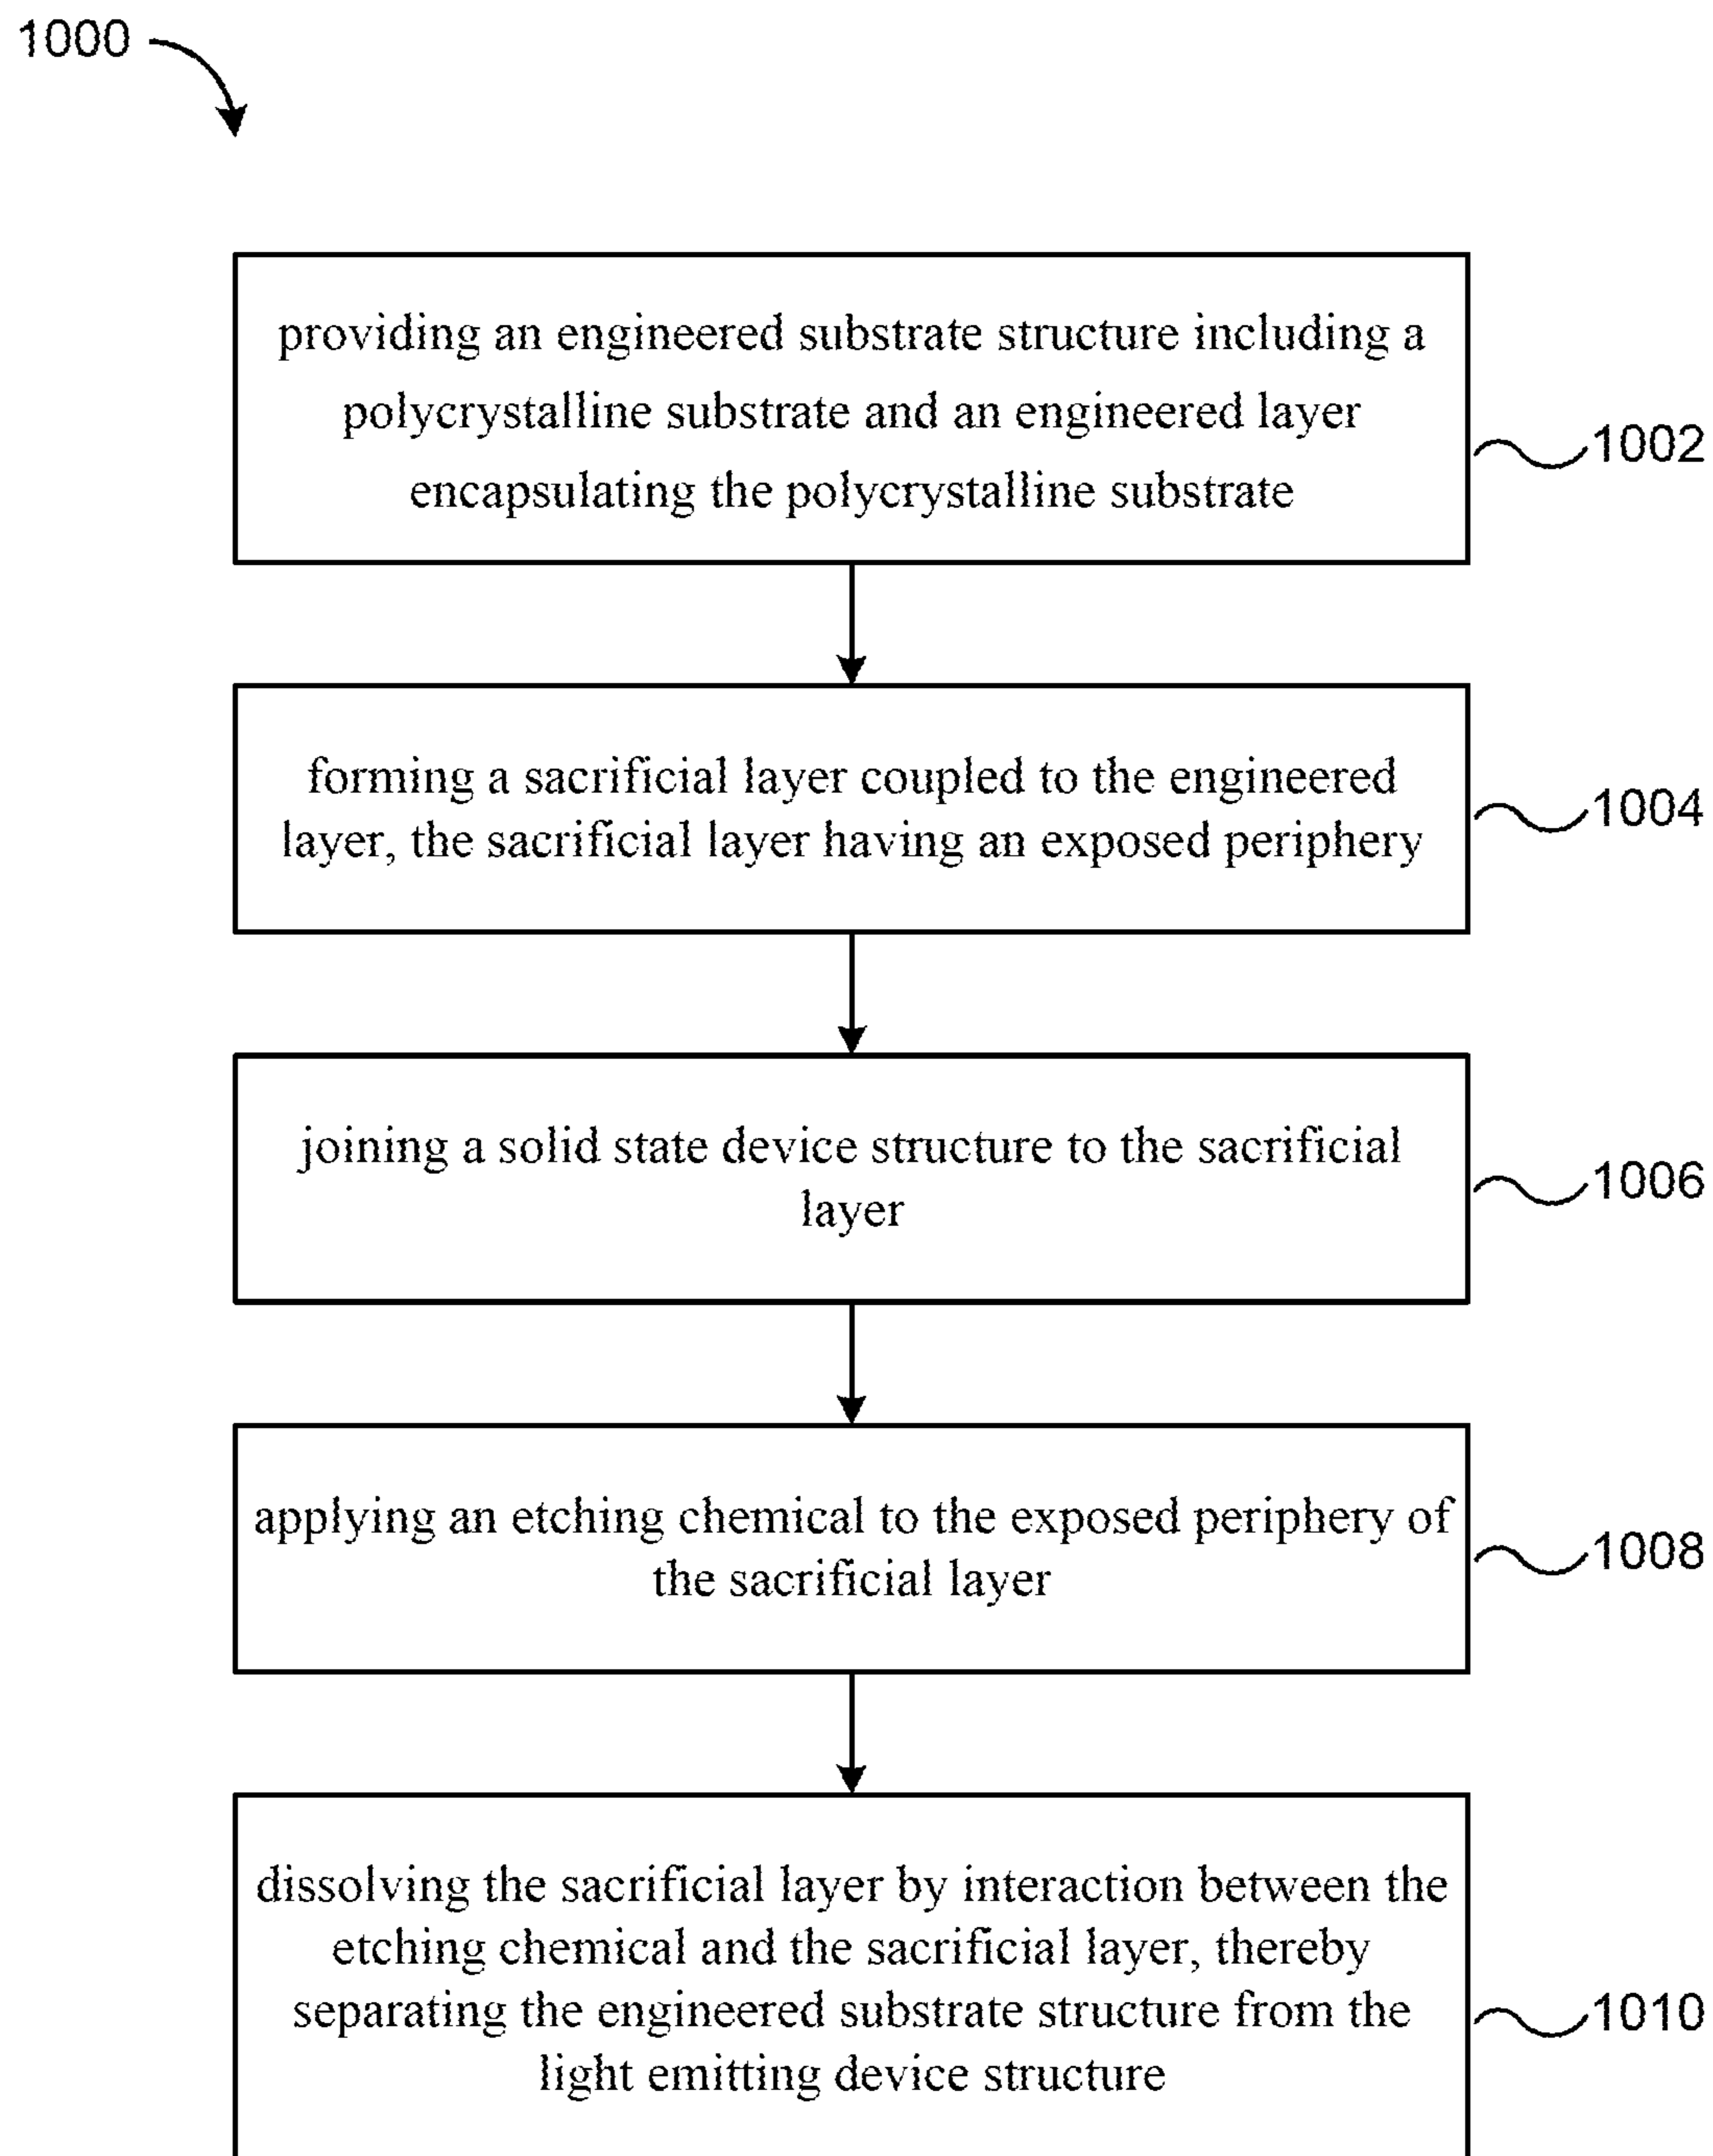 1000
providing an engineered substrate structure including a
polycrystalline substrate and an engineered layer
encapsulating the polycrystalline substrate
1002
forming a sacrificial layer coupled to the engineered
layer, the sacrificial layer having an exposed periphery
1004
joining a solid state device structure to the sacrificial
layer
1006
applying an etching chemical to the exposed periphery of
the sacrificial layer
1008
dissolving the sacrificial layer by interaction between the
etching chemical and the sacrificial layer, thereby
separating the engineered substrate structure from the
light emitting device structure
1010